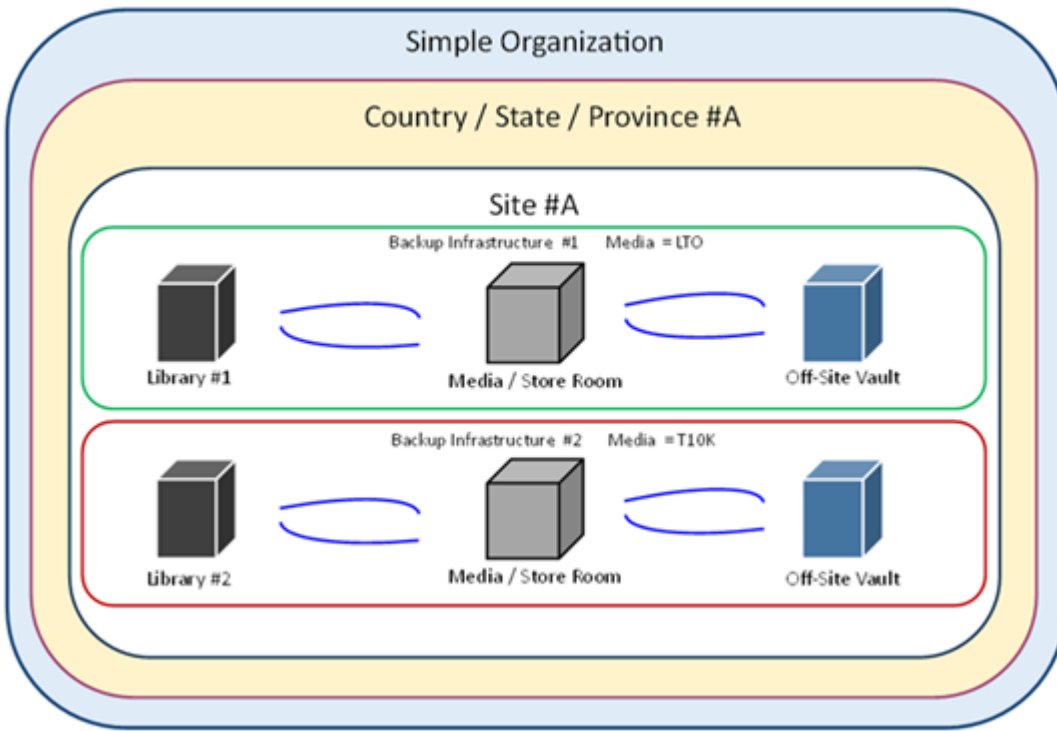 Simple Organization
Country / State / Province #A
Site #A
Backup Infrastructure #1 Media = LTO
Library #1
Media / Store Room
Off-Site Vault
Backup Infrastructure #2 Media = T10K
Library #2
Media / Store Room
Off-Site Vault